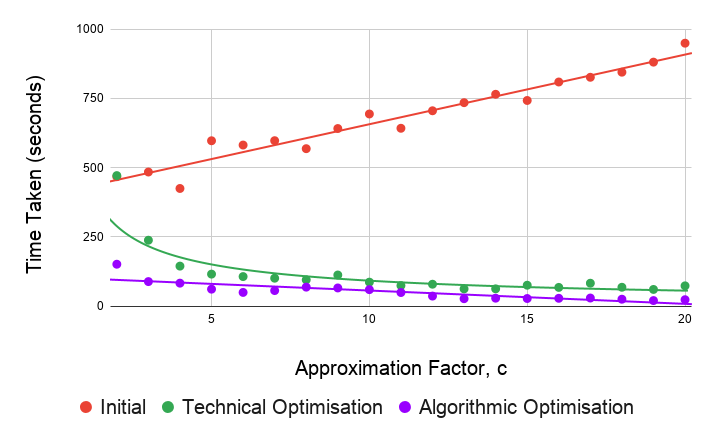 1000
750
500
250
0
Time Taken (seconds)
5
10
15
20
Approximation Factor, c
Initial
Technical Optimisation
Algorithmic Optimisation